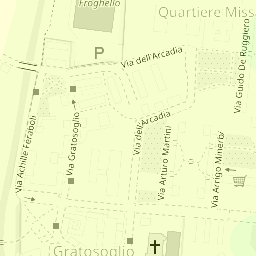 Froghello
Quartiere Miss
P
Via dell'Arcadia
Via Guido De Ruggiero
Via Achille Feraboli
Via Gratosoglio
Via dell'Arcadia
Via Arturo Martini
Via Arrigo Minerbi
Gratosoglio